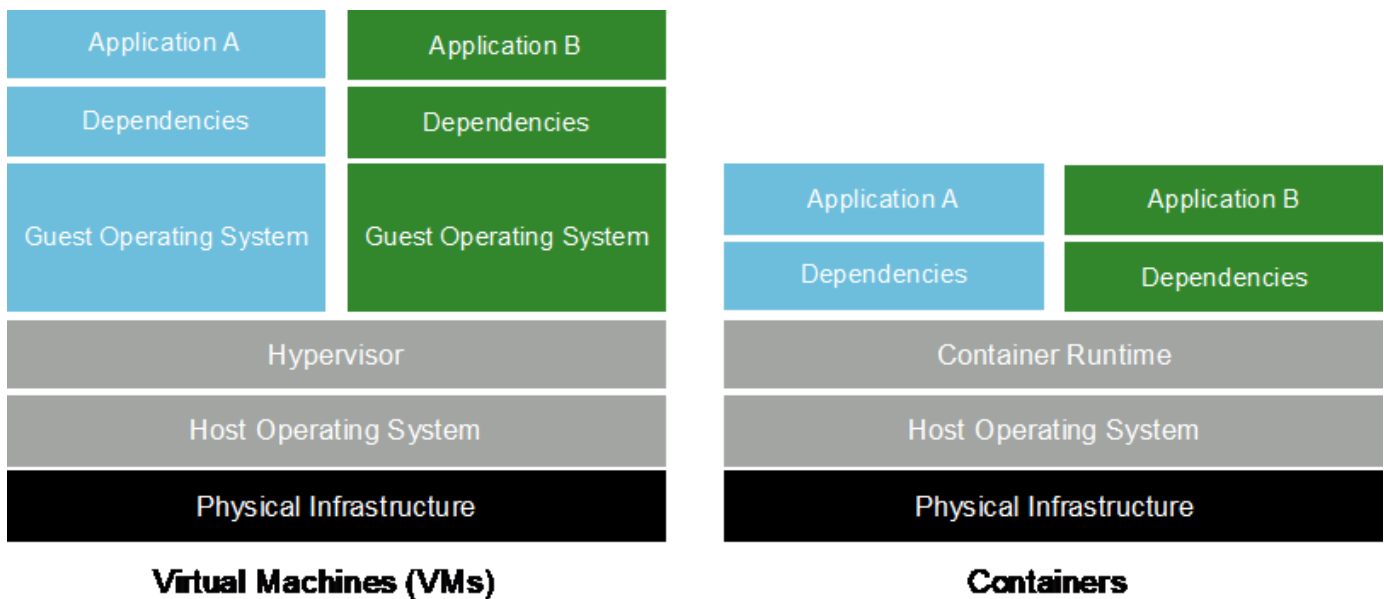 Application A
Application B
Dependencies
Dependencies
Guest Operating System
Guest Operating System
Hypervisor
Host Operating System
Physical Infrastructure
Virtual Machines (VMs)
Application A
Application B
Dependencies
Dependencies
Container Runtime
Host Operating System
Physical Infrastructure
Containers